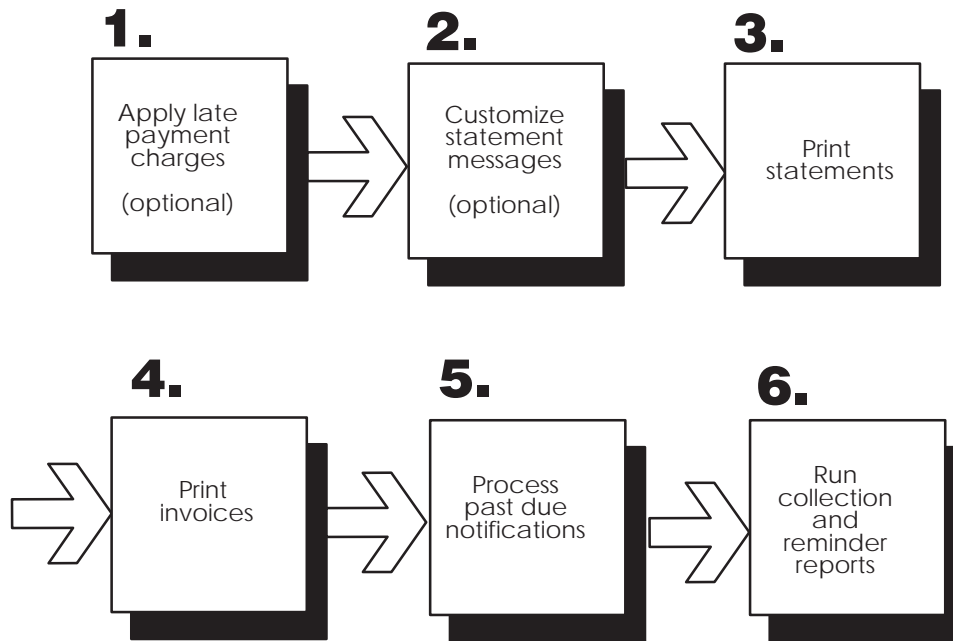 1.
Apply late
payment
charges
(optional)
2.
Customize
statement
messages
(optional)
3.
Print
statements
4.
Print
invoices
5.
Process
past due
notifications
6.
Run
collection
and
reminder
reports